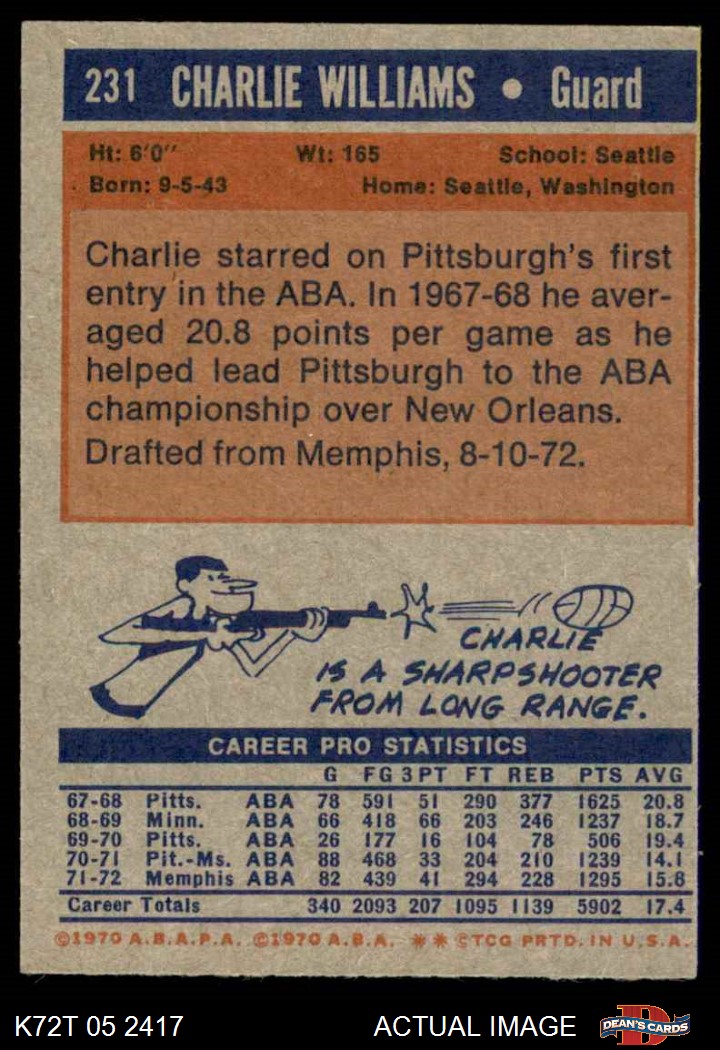 231 CHARLIE WILLIAMS • Guard
Ht: 6'0" Wt: 165 School: Seattle
Born: 9-5-43 Home: Seattle, Washington
Charlie starred on Pittsburgh's first
entry in the ABA. In 1967-68 he aver-
aged 20.8 points per game as he
helped lead Pittsburgh to the ABA
championship over New Orleans.
Drafted from Memphis, 8-10-72.
CHARLIE
IS A SHARPSHOOTER
FROM LONG RANGE.
CAREER PRO STATISTICS
G FG 3PT FT REB PTS AVG
67-68 Pitts. ABA 78 591 51 290 377 1625 20.8
68-69 Minn. ABA 66 418 66 203 246 1237 18.7
69-70 Pitts. ABA 26 177 16 104 78 506 19.4
70-71 Pit.-Ms. ABA 88 468 33 204 210 1239 14.1
71-72 Memphis ABA 82 439 41 294 228 1295 15.8
Career Totals 340 2093 207 1095 1139 5902 17.4
©1970 A.B.A.P.A. ©1970 A.B.A. ** ©TCG PRTD. IN U.S.A.
K72T 05 2417 ACTUAL IMAGE DEAN'S CARDS